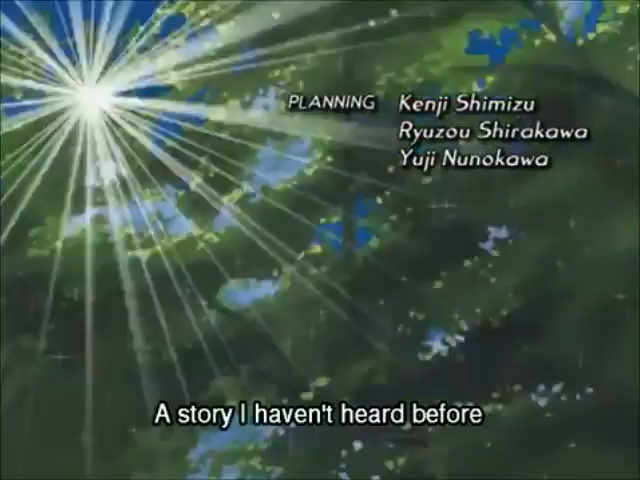 PLANNING Kenji Shimizu
Ryuzou Shirakawa
Yuji Nunokawa
A story I haven't heard before